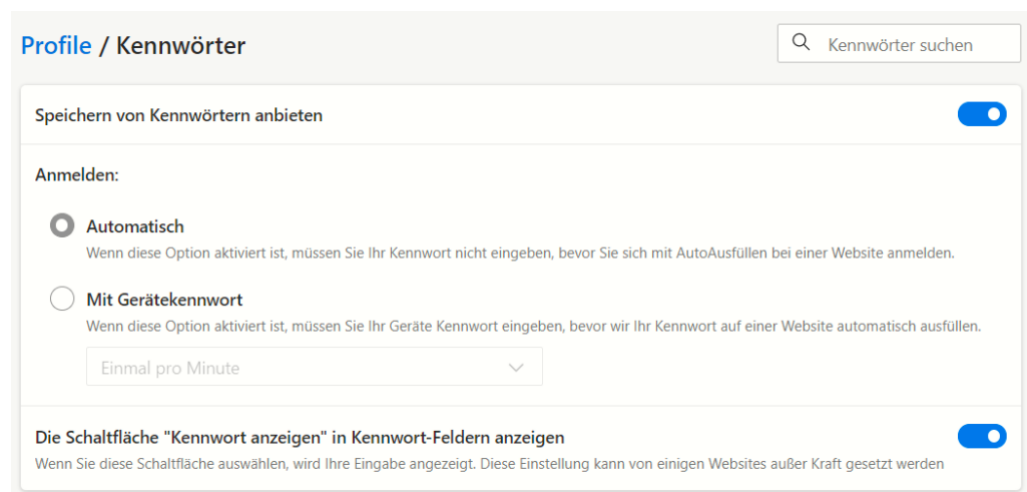 Profile / Kennwörter
Kennwörter suchen
Speichern von Kennwörtern anbieten
Anmelden:
Automatisch
Wenn diese Option aktiviert ist, müssen Sie Ihr Kennwort nicht eingeben, bevor Sie sich mit AutoAusfüllen bei einer Website anmelden.
Mit Gerätekennwort
Wenn diese Option aktiviert ist, müssen Sie Ihr Geräte Kennwort eingeben, bevor wir Ihr Kennwort auf einer Website automatisch ausfüllen.
Einmal pro Minute
Die Schaltfläche "Kennwort anzeigen" in Kennwort-Feldern anzeigen
Wenn Sie diese Schaltfläche auswählen, wird Ihre Eingabe angezeigt. Diese Einstellung kann von einigen Websites außer Kraft gesetzt werden